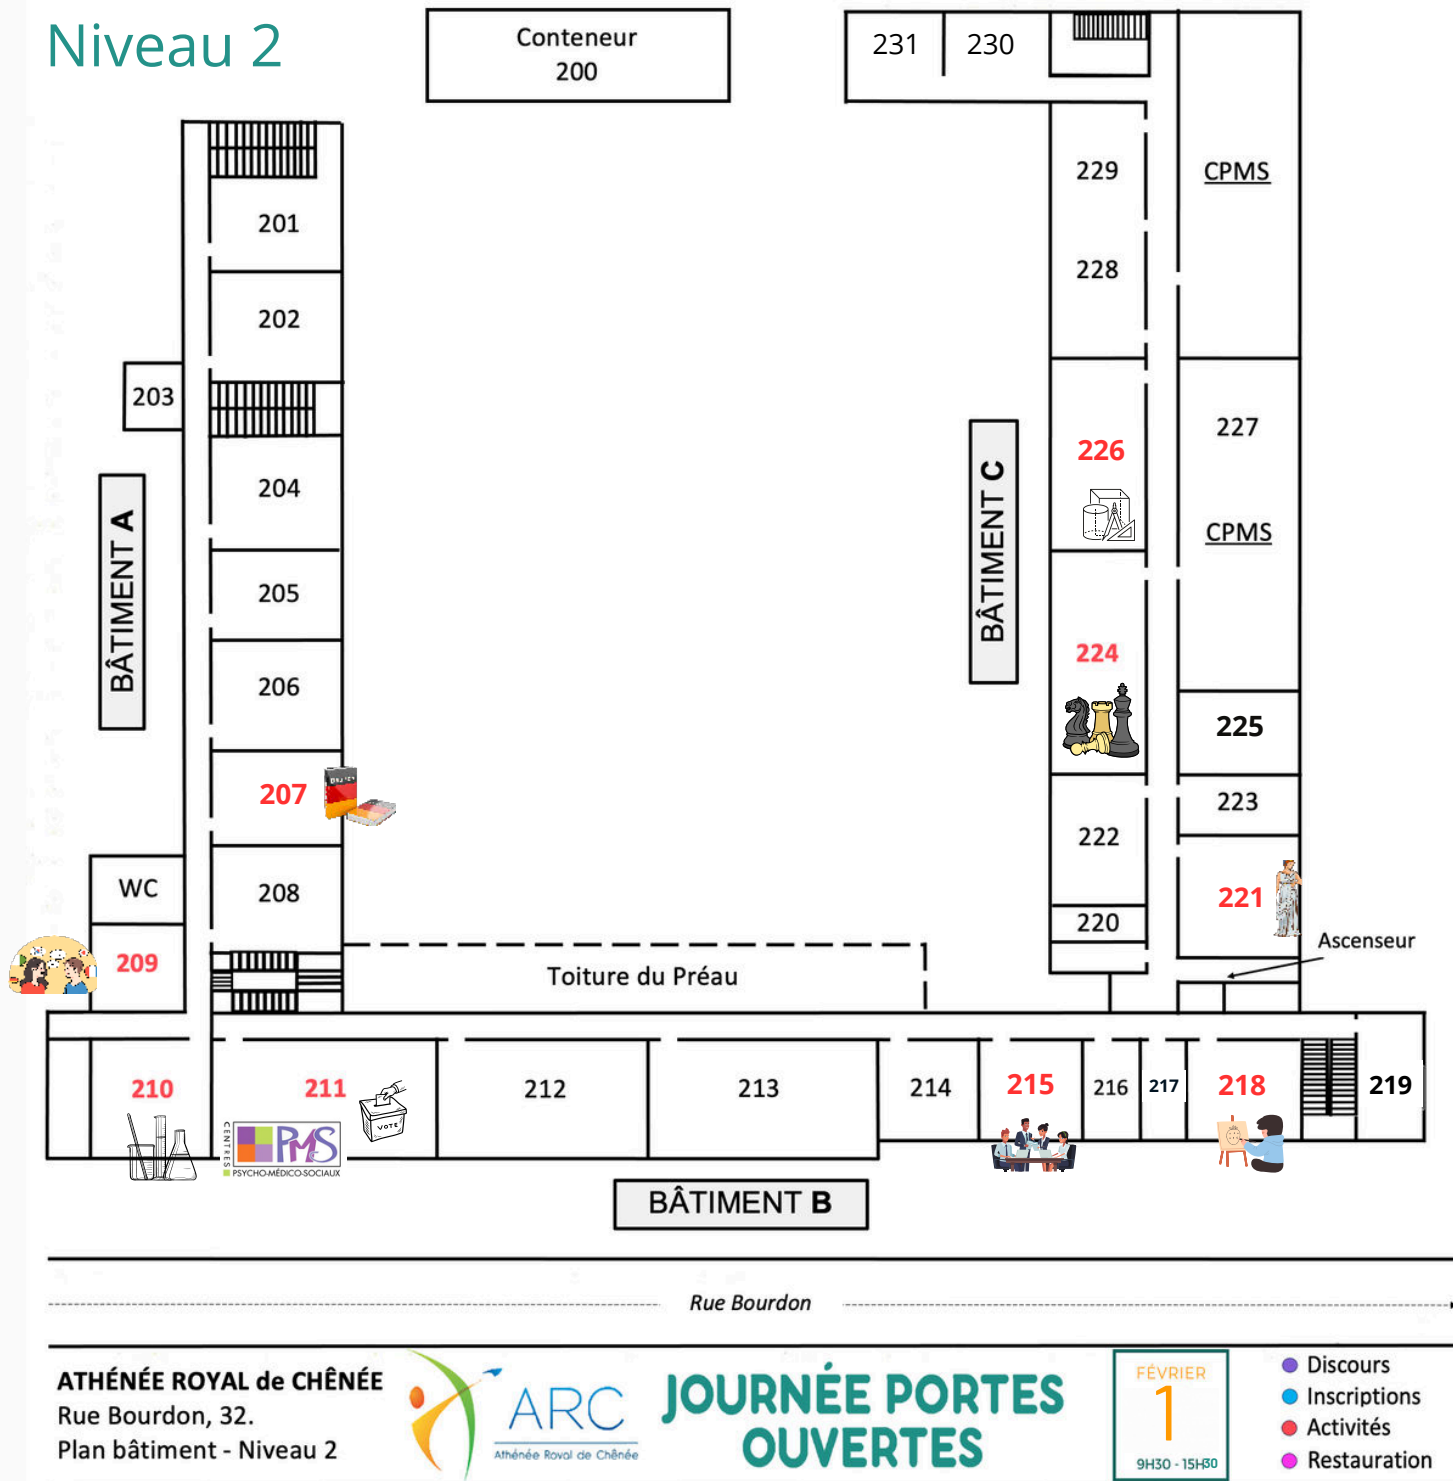 Niveau 2
Conteneur
200
231
230
229
CPMS
201
228
202
203
227
226
204
CPMS
BÂTIMENT A
BÂTIMENT C
205
224
206
225
207
223
222
WC
208
221
220
Ascenseur
209
Toiture du Préau
210
211
212
213
214
215
216
217
218
219
VOTE
CENTRES
PMS
PSYCHO-MÉDICO-SOCIAUX
BÂTIMENT B
Rue Bourdon
ATHÉNÉE ROYAL de CHÊNÉE
Rue Bourdon, 32.
Plan bâtiment - Niveau 2
ARC
Athénée Royal de Chênée
JOURNÉE PORTES
OUVERTES
FÉVRIER
1
9H30 - 15H30
Discours
Inscriptions
Activités
Restauration